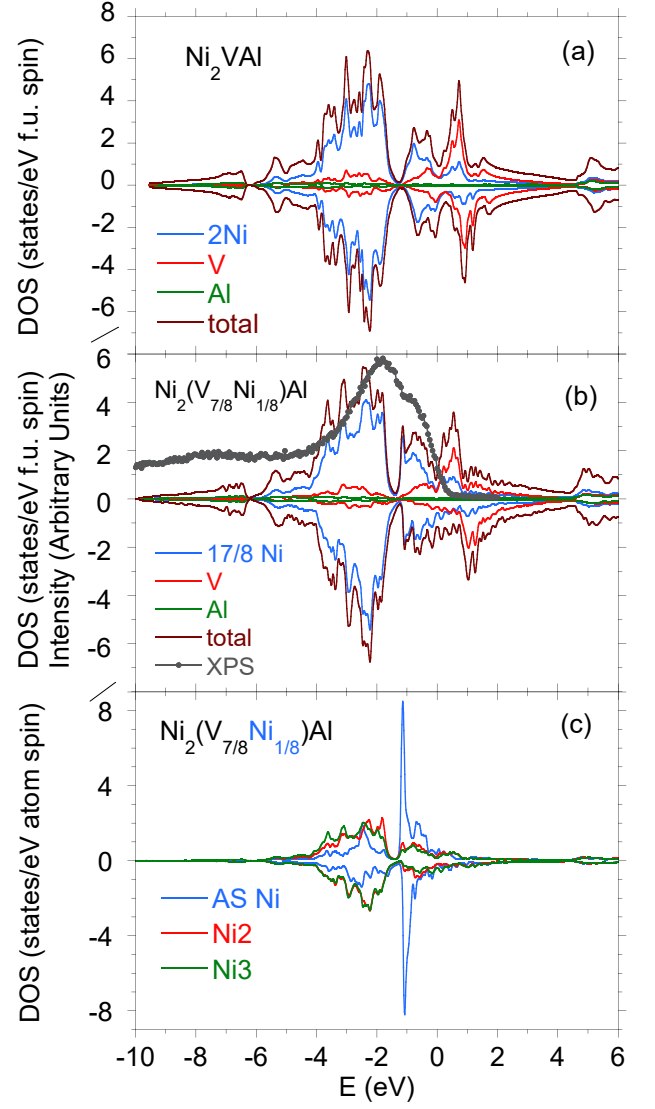 8
6
4
2
0
-2
-4
-6
DOS (states/eV f.u. spin)
Ni₂VAl
(a)
2Ni
V
Al
total
6
4
2
0
-2
-4
-6
DOS (states/eV f.u. spin)
Intensity (Arbitrary Units)
Ni₂(V₇/₈Ni₁/₈)Al
(b)
17/8 Ni
V
Al
total
XPS
8
4
0
-4
-8
DOS (states/eV atom spin)
Ni₂(V₇/₈Ni₁/₈)Al
(c)
AS Ni
Ni2
Ni3
-10 -8 -6 -4 -2 0 2 4 6
E (eV)